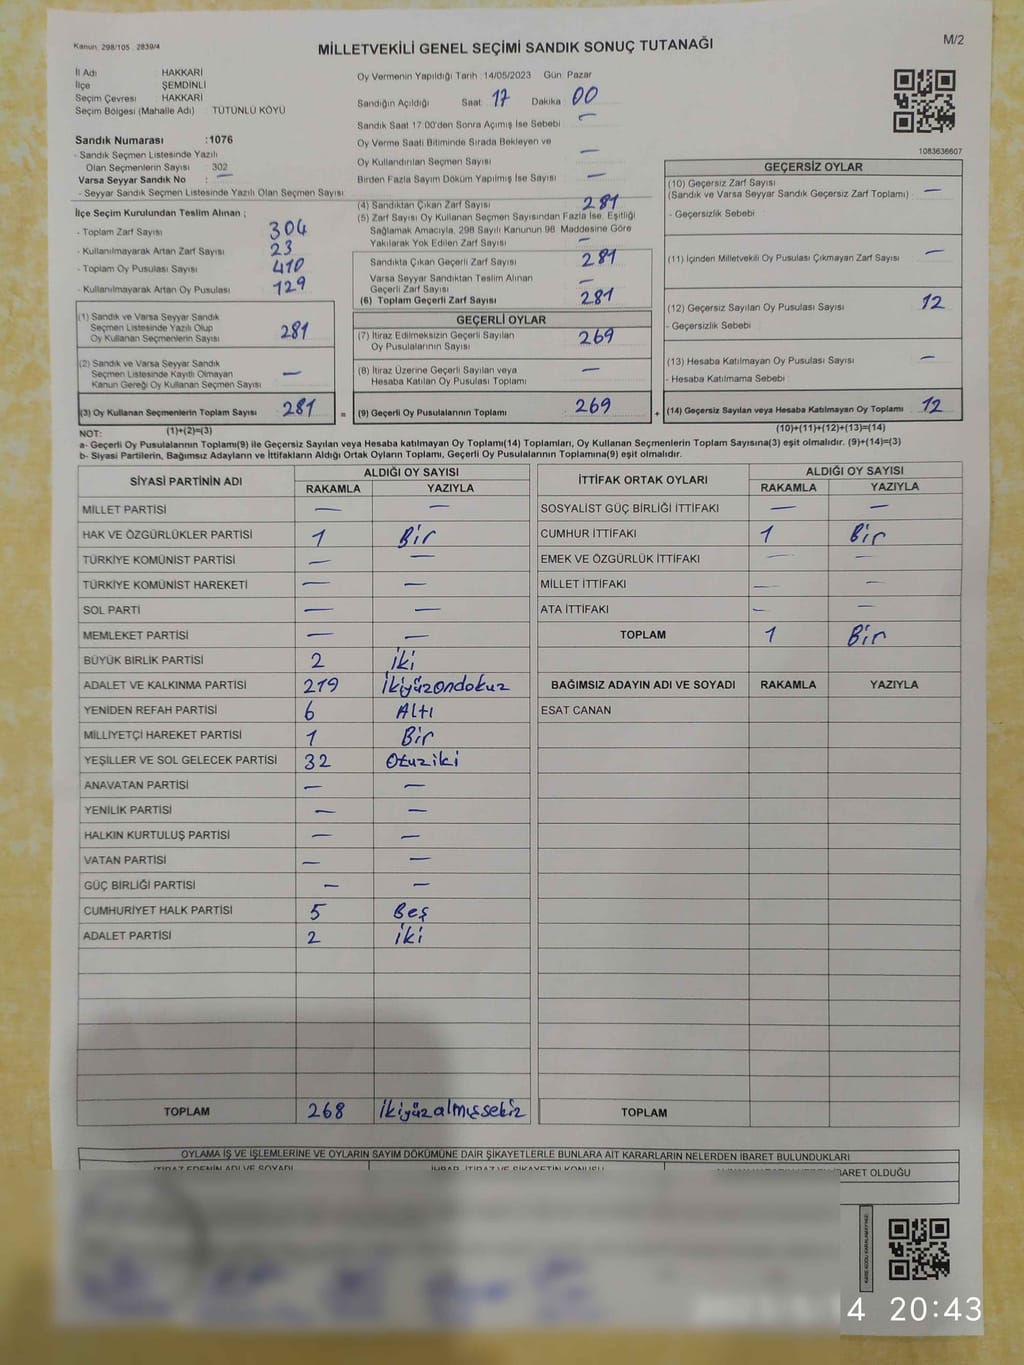 Kanun: 298/105 2839/4
MİLLETVEKİLİ GENEL SEÇİMİ SANDIK SONUÇ TUTANAĞI
M/2
İl Adı HAKKARİ
İlçe ŞEMDİNLİ
Seçim Çevresi HAKKARİ
Seçim Bölgesi (Mahalle Adı) TÜTÜNLÜ KÖYÜ
Sandık Numarası :1076
- Sandık Seçmen Listesinde Yazılı
Olan Seçmenlerin Sayısı : 302
Varsa Seyyar Sandık No : —
- Seyyar Sandık Seçmen Listesinde Yazılı Olan Seçmen Sayısı:
Oy Vermenin Yapıldığı Tarih 14/05/2023 Gün: Pazar
Sandığın Açıldığı Saat 17 Dakika 00
Sandık Saat 17:00'den Sonra Açımış İse Sebebi —
Oy Verme Saati Bitiminde Sırada Bekleyen ve
Oy Kullandırılan Seçmen Sayısı —
Birden Fazla Sayım Döküm Yapılmış İse Sayısı —
1083636607
İlçe Seçim Kurulundan Teslim Alınan ;
- Toplam Zarf Sayısı 304
- Kullanılmayarak Artan Zarf Sayısı 23
- Toplam Oy Pusulası Sayısı 410
- Kullanılmayarak Artan Oy Pusulası 129
(4) Sandıktan Çıkan Zarf Sayısı 281
(5) Zarf Sayısı Oy Kullanan Seçmen Sayısından Fazla İse, Eşitliği
Sağlamak Amacıyla, 298 Sayılı Kanunun 98. Maddesine Göre
Yakılarak Yok Edilen Zarf Sayısı —
Sandıkta Çıkan Geçerli Zarf Sayısı 281
Varsa Seyyar Sandıktan Teslim Alınan
Geçerli Zarf Sayısı —
(6) Toplam Geçerli Zarf Sayısı 281
GEÇERSİZ OYLAR
(10) Geçersiz Zarf Sayısı
(Sandık ve Varsa Seyyar Sandık Geçersiz Zarf Toplamı) —
- Geçersizlik Sebebi
(11) İçinden Milletvekili Oy Pusulası Çıkmayan Zarf Sayısı —
(12) Geçersiz Sayılan Oy Pusulası Sayısı 12
- Geçersizlik Sebebi
(13) Hesaba Katılmayan Oy Pusulası Sayısı —
- Hesaba Katılmama Sebebi
(14) Geçersiz Sayılan veya Hesaba Katılmayan Oy Toplamı 12
(10)+(11)+(12)+(13)=(14)
(1) Sandık ve Varsa Seyyar Sandık
Seçmen Listesinde Yazılı Olup
Oy Kullanan Seçmenlerin Sayısı 281
(2) Sandık ve Varsa Seyyar Sandık
Seçmen Listesinde Kayıtlı Olmayan
Kanun Gereği Oy Kullanan Seçmen Sayısı —
(3) Oy Kullanan Seçmenlerin Toplam Sayısı 281 =
(1)+(2)=(3)
GEÇERLİ OYLAR
(7) İtiraz Edilmeksizin Geçerli Sayılan
Oy Pusulalarının Sayısı 269
(8) İtiraz Üzerine Geçerli Sayılan veya
Hesaba Katılan Oy Pusulası Toplamı —
(9) Geçerli Oy Pusulalarının Toplamı 269 +
NOT:
a- Geçerli Oy Pusulalarının Toplamı(9) ile Geçersiz Sayılan veya Hesaba katılmayan Oy Toplamı(14) Toplamları, Oy Kullanan Seçmenlerin Toplam Sayısına(3) eşit olmalıdır. (9)+(14)=(3)
b- Siyasi Partilerin, Bağımsız Adayların ve İttifakların Aldığı Ortak Oyların Toplamı, Geçerli Oy Pusulalarının Toplamına(9) eşit olmalıdır.
SİYASİ PARTİNİN ADI ALDIĞI OY SAYISI
RAKAMLA YAZIYLA
MİLLET PARTİSİ — —
HAK VE ÖZGÜRLÜKLER PARTİSİ 1 Bir
TÜRKİYE KOMÜNİST PARTİSİ — —
TÜRKİYE KOMÜNİST HAREKETİ — —
SOL PARTİ — —
MEMLEKET PARTİSİ — —
BÜYÜK BİRLİK PARTİSİ 2 iki
ADALET VE KALKINMA PARTİSİ 219 ikiyüzondokuz
YENİDEN REFAH PARTİSİ 6 Altı
MİLLİYETÇİ HAREKET PARTİSİ 1 Bir
YEŞİLLER VE SOL GELECEK PARTİSİ 32 Otuziki
ANAVATAN PARTİSİ — —
YENİLİK PARTİSİ — —
HALKIN KURTULUŞ PARTİSİ — —
VATAN PARTİSİ — —
GÜÇ BİRLİĞİ PARTİSİ — —
CUMHURİYET HALK PARTİSİ 5 Beş
ADALET PARTİSİ 2 iki
TOPLAM 268 ikiyüzalmışsekiz
İTTİFAK ORTAK OYLARI ALDIĞI OY SAYISI
RAKAMLA YAZIYLA
SOSYALİST GÜÇ BİRLİĞİ İTTİFAKI — —
CUMHUR İTTİFAKI 1 Bir
EMEK VE ÖZGÜRLÜK İTTİFAKI — —
MİLLET İTTİFAKI — —
ATA İTTİFAKI — —
TOPLAM 1 Bir
BAĞIMSIZ ADAYIN ADI VE SOYADI RAKAMLA YAZIYLA
ESAT CANAN
TOPLAM
OYLAMA İŞ VE İŞLEMLERİNE VE OYLARIN SAYIM DÖKÜMÜNE DAİR ŞİKAYETLERLE BUNLARA AİT KARARLARIN NELERDEN İBARET BULUNDUKLARI
İTİRAZ EDENİN ADI VE SOYADI İHBAR, İTİRAZ VE ŞİKAYETİN KONUSU İBARET OLDUĞU
4 20:43